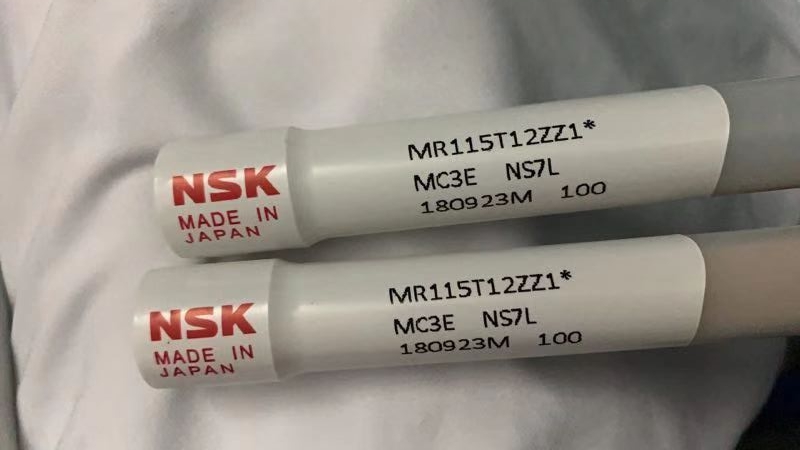 NSK
MADE IN
JAPAN
MR115T12ZZ1*
MC3E NS7L
180923M 100
NSK
MADE IN
JAPAN
MR115T12ZZ1*
MC3E NS7L
180923M 100